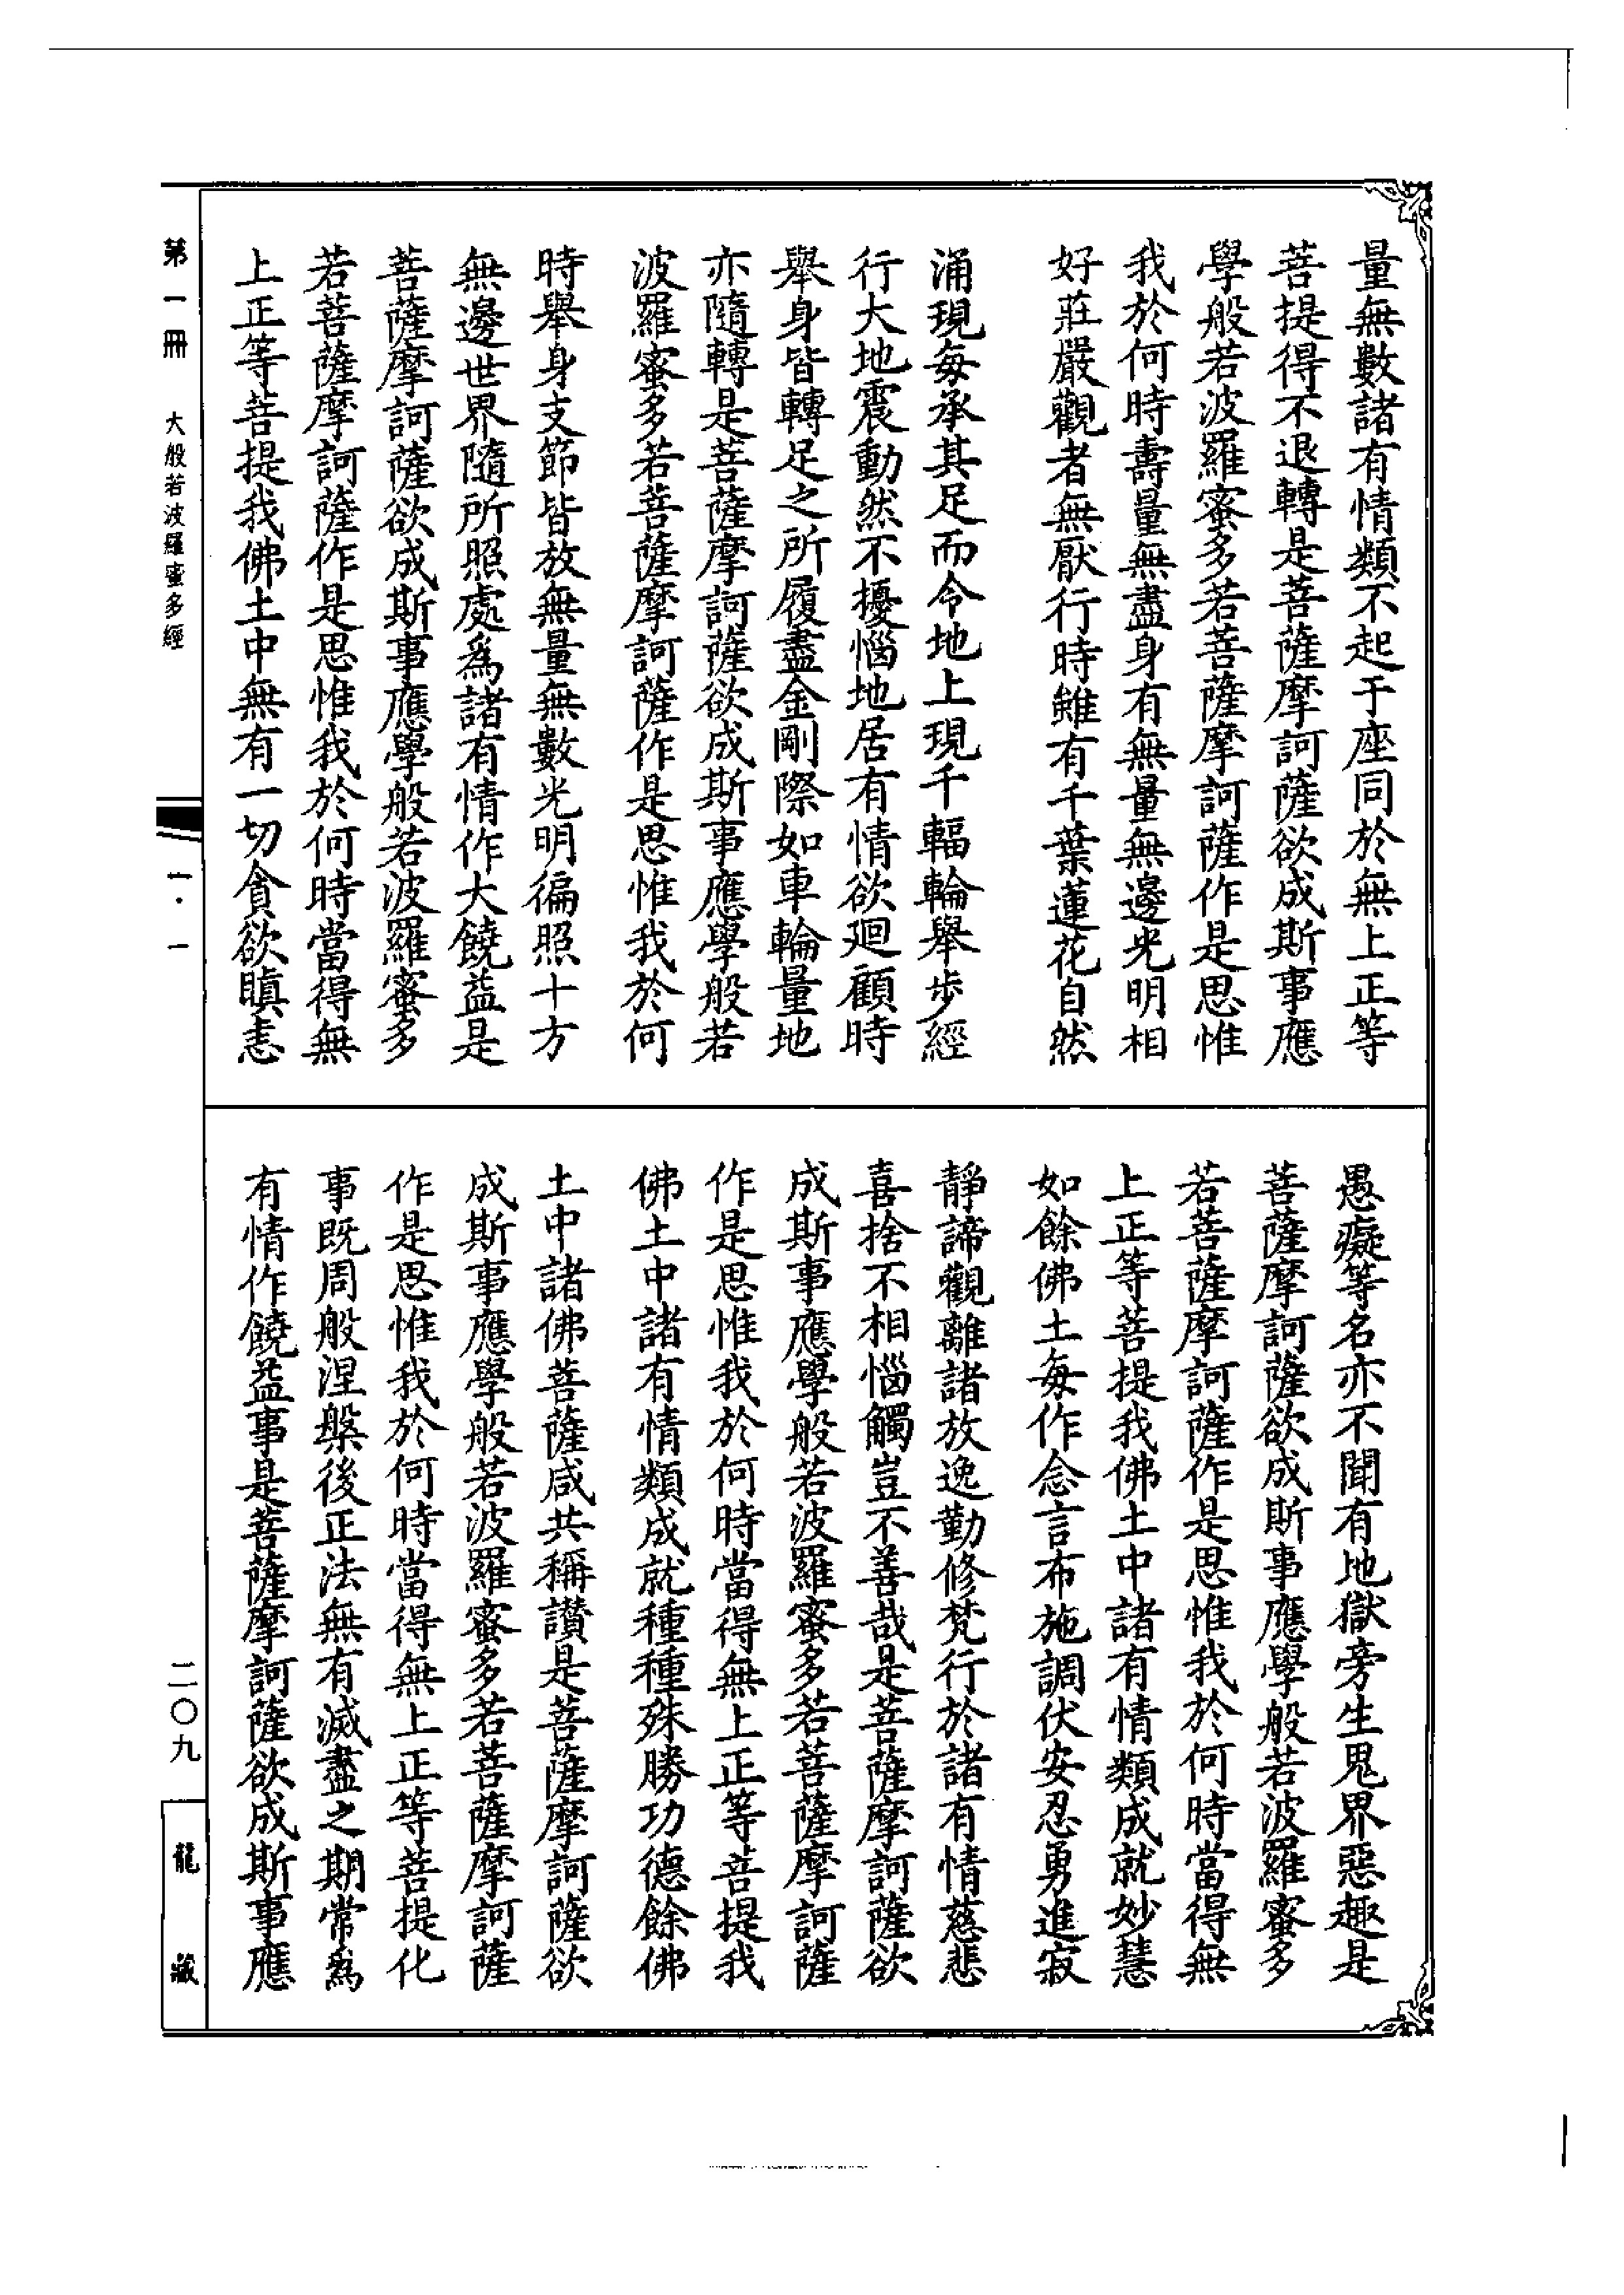 量無數諸有情類不起于座同於無上正等
菩提得不退轉是菩薩摩訶薩欲成斯事應
學般若波羅蜜多若菩薩摩訶薩作是思惟
我於何時壽量無盡身有無量無邊光明相
好莊嚴觀者無厭行時雖有千葉蓮花自然
涌現每承其足而令地上現千輻輪舉步經
行大地震動然不擾惱地居有情欲迴顧時
舉身皆轉足之所履盡金剛際如車輪量地
亦隨轉是菩薩摩訶薩欲成斯事應學般若
波羅蜜多若菩薩摩訶薩作是思惟我於何
時舉身支節皆放無量無數光明徧照十方
無邊世界隨所照處為諸有情作大饒益是
菩薩摩訶薩欲成斯事應學般若波羅蜜多
若菩薩摩訶薩作是思惟我於何時當得無
上正等菩提我佛土中無有一切貪欲瞋恚
愚癡等名亦不聞有地獄旁生鬼界惡趣是
菩薩摩訶薩欲成斯事應學般若波羅蜜多
若菩薩摩訶薩作是思惟我於何時當得無
上正等菩提我佛土中諸有情類成就妙慧
如餘佛土每作念言布施調伏安忍勇進寂
靜諦觀離諸放逸勤修梵行於諸有情慈悲
喜捨不相惱觸豈不善哉是菩薩摩訶薩欲
成斯事應學般若波羅蜜多若菩薩摩訶薩
作是思惟我於何時當得無上正等菩提我
佛土中諸有情類成就種種殊勝功德餘佛
土中諸佛菩薩咸共稱讚是菩薩摩訶薩欲
成斯事應學般若波羅蜜多若菩薩摩訶薩
作是思惟我於何時當得無上正等菩提化
事既周般涅槃後正法無有滅盡之期常為
有情作饒益事是菩薩摩訶薩欲成斯事應
第一冊 大般若波羅蜜多經
一·一
二〇九
龍藏